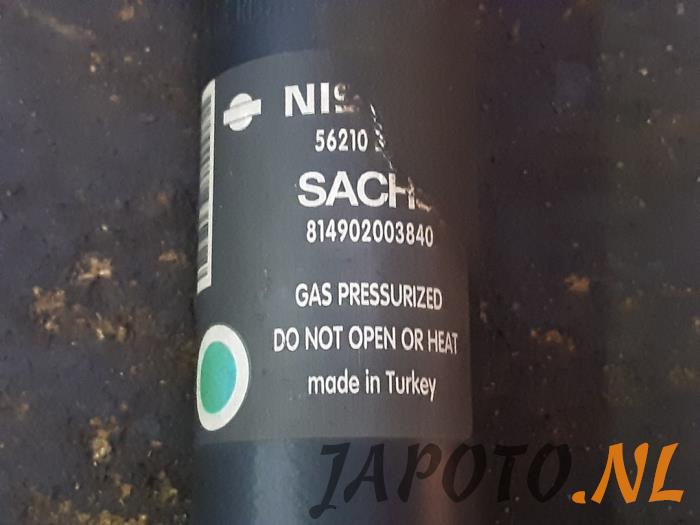 56210
814902003840
GAS PRESSURIZED
DO NOT OPEN OR HEAT
made in Turkey
JAPOTO.NL